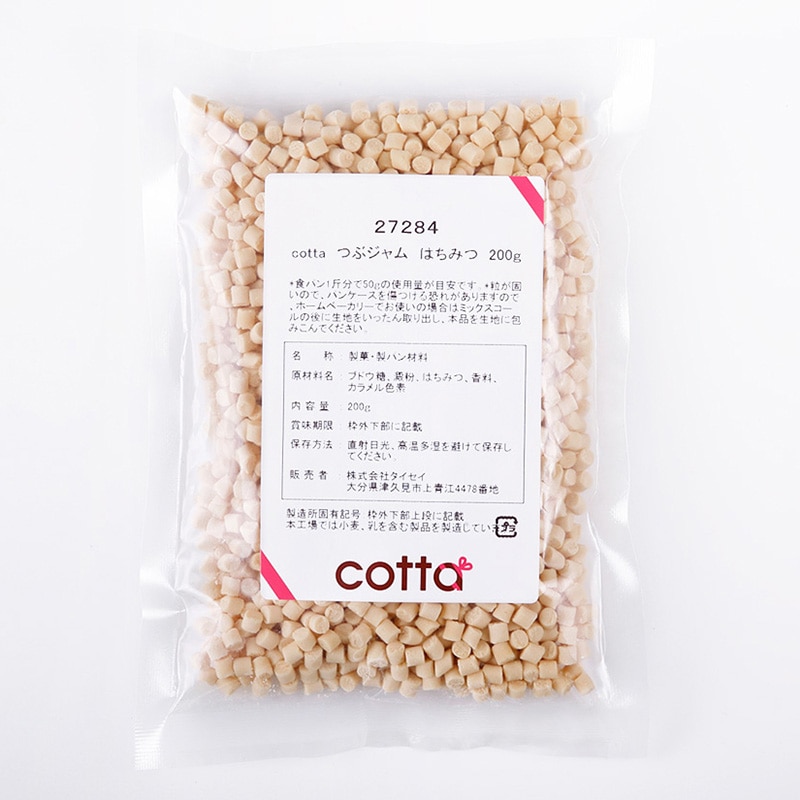 27284
cotta つぶジャム はちみつ 200g
*食パン1斤分で50gの使用量が目安です.*粒が固
いので、パンケースを傷つける恐れがありますので
、ホームベーカリーでお使いの場合はミックスコー
ルの後に生地をいったん取り出し、本品を生地に包
みこんでください.
名 称 : 製菓・製パン材料
原材料名 : ブドウ糖、澱粉、はちみつ、香料、
カラメル色素
内容量 : 200g
賞味期限 : 枠外下部に記載
保存方法 : 直射日光、高温多湿を避けて保存し
てください.
販売者 : 株式会社タイセイ
大分県津久見市上青江4478番地
製造所固有記号 枠外下部上段に記載
本工場では小麦、乳を含む製品を製造してい
プラ
cotta